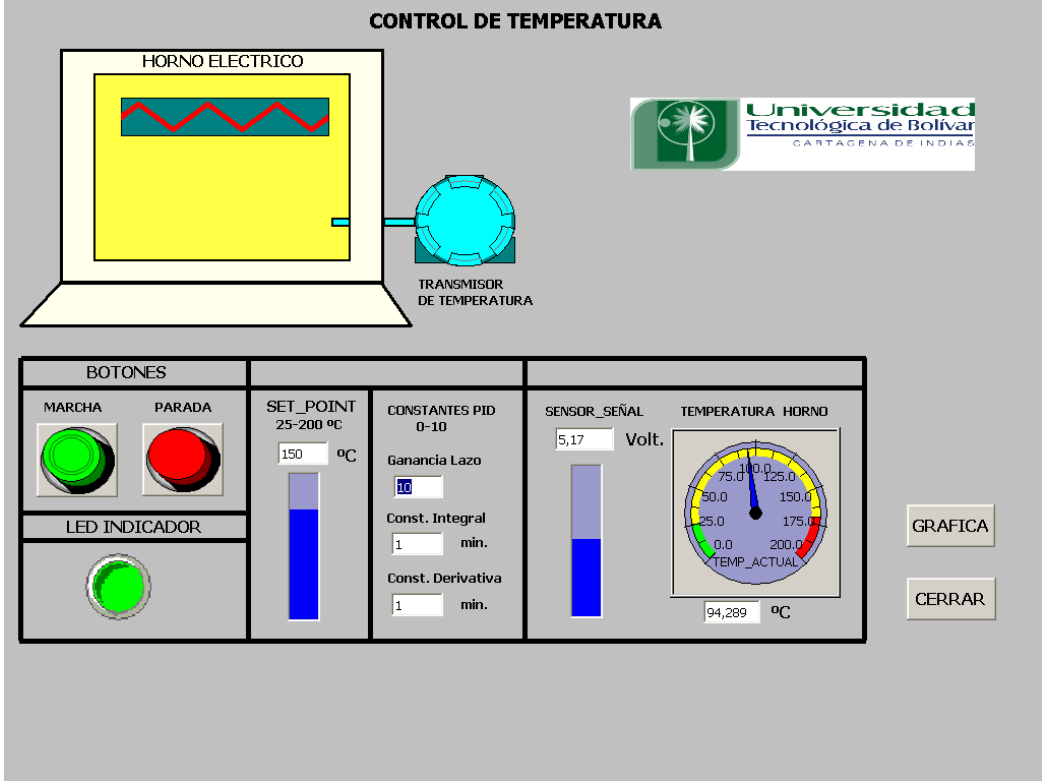 CONTROL DE TEMPERATURA
HORNO ELECTRICO
Universidad
Tecnológica de Bolívar
CARTAGENA DE INDIAS
TRANSMISOR
DE TEMPERATURA
BOTONES
MARCHA PARADA
LED INDICADOR
SET_POINT
25-200 ºC
150 ºC
CONSTANTES PID
0-10
Ganancia Lazo
10
Const. Integral
1 min.
Const. Derivativa
1 min.
SENSOR_SEÑAL
5,17 Volt.
TEMPERATURA HORNO
100.0
75.0 125.0
50.0 150.0
25.0 175.0
0.0 200.0
TEMP_ACTUAL
94,289 ºC
GRAFICA
CERRAR